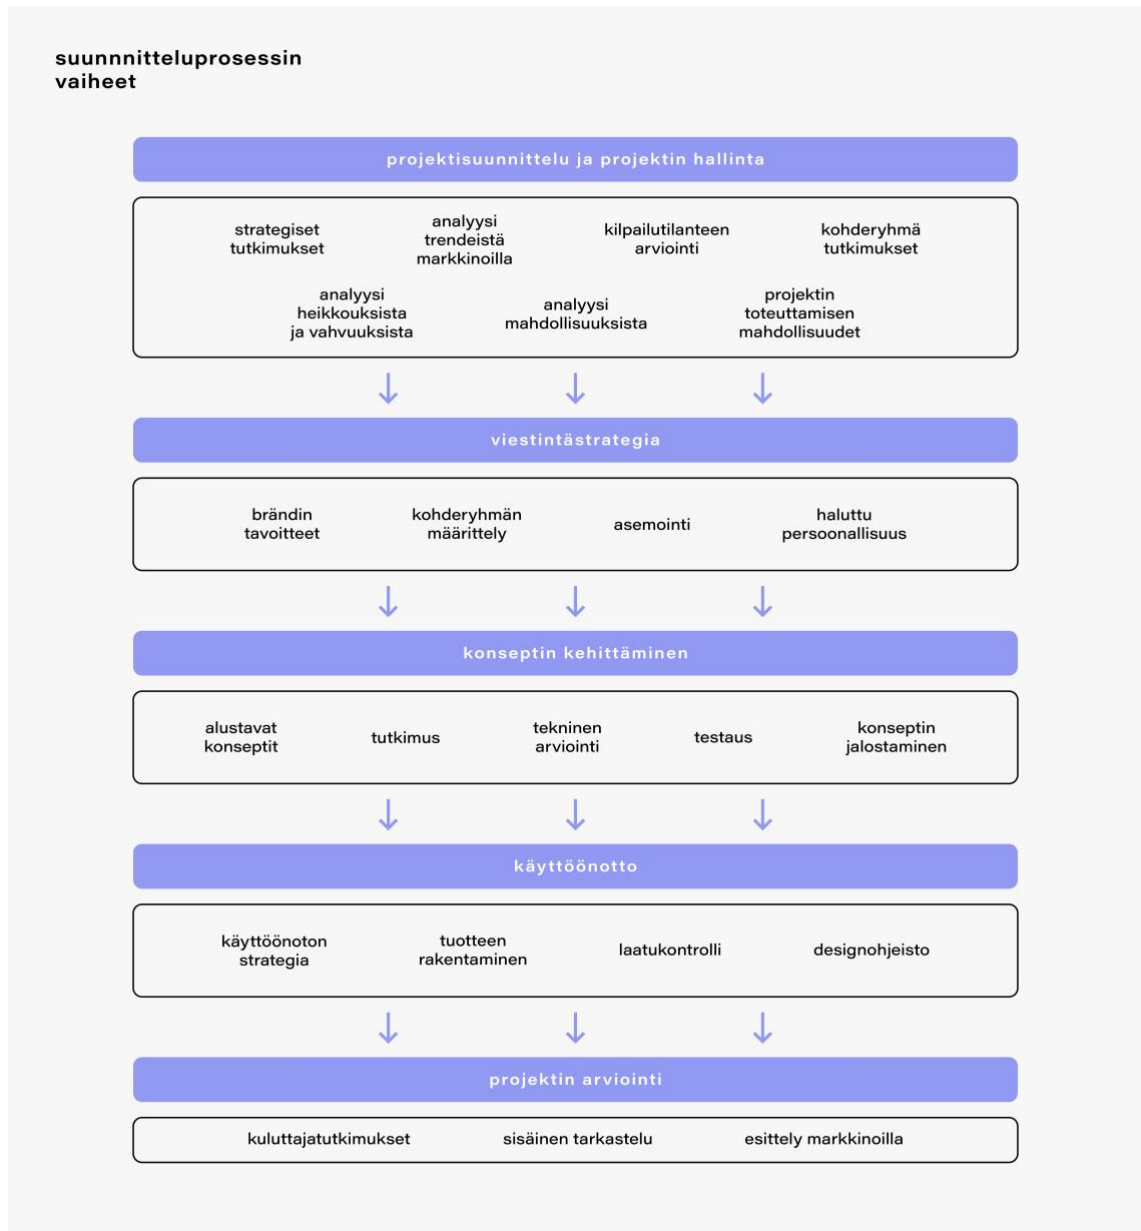 suunnnitteluprosessin
vaiheet
projektisuunnittelu ja projektin hallinta
strategiset
tutkimukset
analyysi
trendeistä
markkinoilla
kilpailutilanteen
arviointi
kohderyhmä
tutkimukset
analyysi
heikkouksista
ja vahvuuksista
analyysi
mahdollisuuksista
projektin
toteuttamisen
mahdollisuudet
viestintästrategia
brändin
tavoitteet
kohderyhmän
määrittely
asemointi
haluttu
persoonallisuus
konseptin kehittäminen
alustavat
konseptit
tutkimus
tekninen
arviointi
testaus
konseptin
jalostaminen
käyttöönotto
käyttöönoton
strategia
tuotteen
rakentaminen
laatukontrolli
designohjeisto
projektin arviointi
kuluttajatutkimukset
sisäinen tarkastelu
esittely markkinoilla